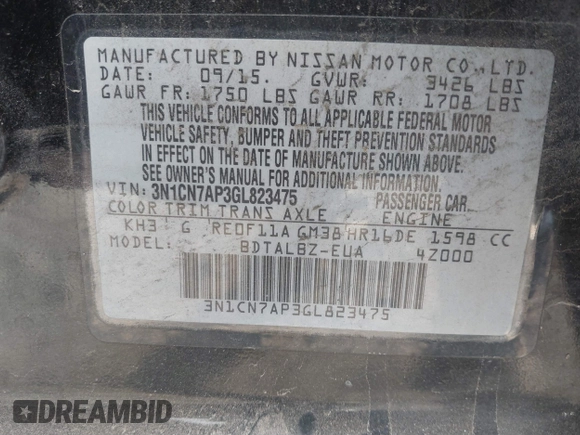 MANUFACTURED BY NISSAN MOTOR CO., LTD.
DATE: 09/15. GVWR: 3426 LBS
GAWR FR: 1750 LBS GAWR RR: 1708 LBS
THIS VEHICLE CONFORMS TO ALL APPLICABLE FEDERAL MOTOR
VEHICLE SAFETY, BUMPER AND THEFT PREVENTION STANDARDS
IN EFFECT ON THE DATE OF MANUFACTURE SHOWN ABOVE.
SEE OWNER'S MANUAL FOR ADDITIONAL INFORMATION.
VIN: 3N1CN7AP3GL823475 PASSENGER CAR
COLOR TRIM TRANS AXLE ENGINE
KH3 G RE0F11A GM38 HR16DE 1598 CC
MODEL: BDTALBZ-EUA 4Z000
3N1CN7AP3GL823475
DREAMBID